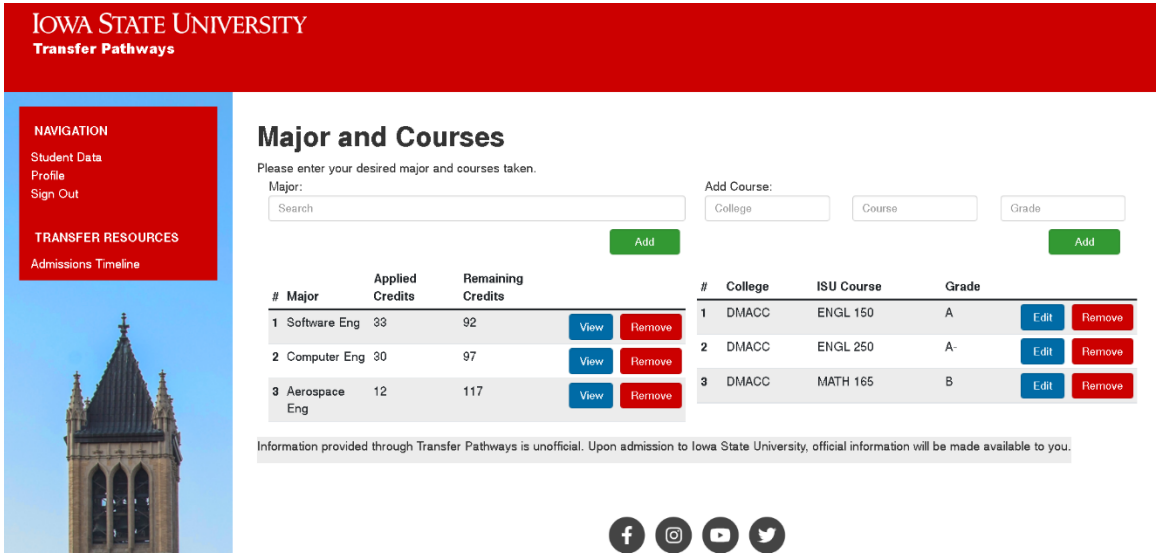 IOWA STATE UNIVERSITY
Transfer Pathways
NAVIGATION
Student Data
Profile
Sign Out
TRANSFER RESOURCES
Admissions Timeline
Major and Courses
Please enter your desired major and courses taken.
Major:
Search
Add
# Major Applied Credits Remaining Credits
1 Software Eng 33 92 View Remove
2 Computer Eng 30 97 View Remove
3 Aerospace Eng 12 117 View Remove
Add Course:
College Course Grade
Add
# College ISU Course Grade
1 DMACC ENGL 150 A Edit Remove
2 DMACC ENGL 250 A- Edit Remove
3 DMACC MATH 165 B Edit Remove
Information provided through Transfer Pathways is unofficial. Upon admission to Iowa State University, official information will be made available to you.